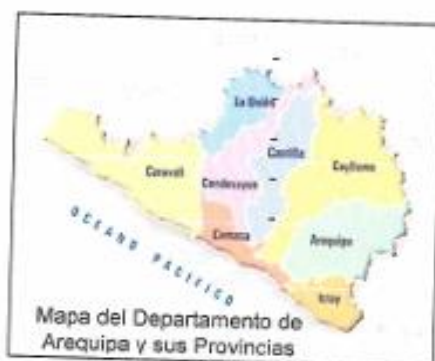 La Unión
Castilla
Caylloma
Caravelí
Condesuyos
Camaná
Arequipa
OCEANO PACIFICO
Islay
Mapa del Departamento de
Arequipa y sus Provincias